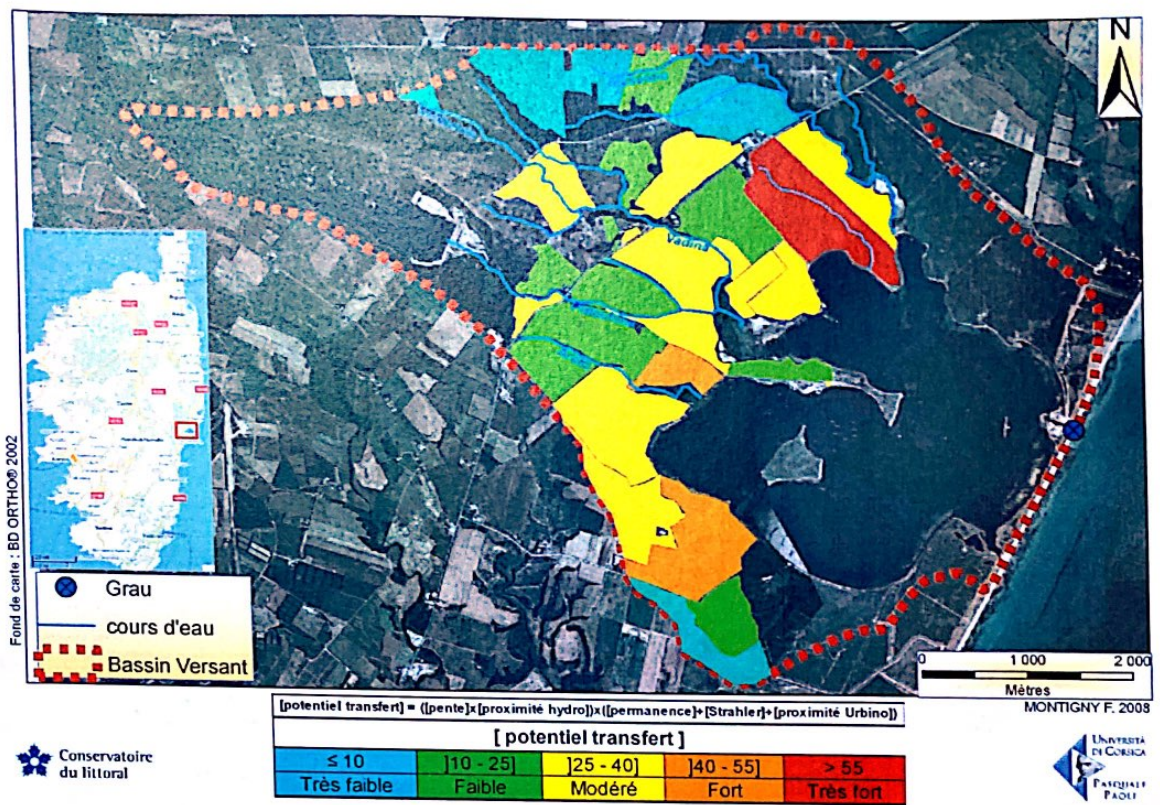 N
Vadina
Fond de carte : BD ORTHO® 2002
Grau
cours d'eau
Bassin Versant
0 1 000 2 000
Mètres
MONTIGNY F. 2008
[potentiel transfert] = ([pente]x[proximité hydro])x([permanence]+[Strahler]+[proximité Urbino])
[ potentiel transfert ]
≤ 10 ]10 - 25] ]25 - 40] ]40 - 55] > 55
Très faible Faible Modéré Fort Très fort
Conservatoire
du littoral
UNIVERSITÀ
DI CORSICA
PASQUALE
PAOLI